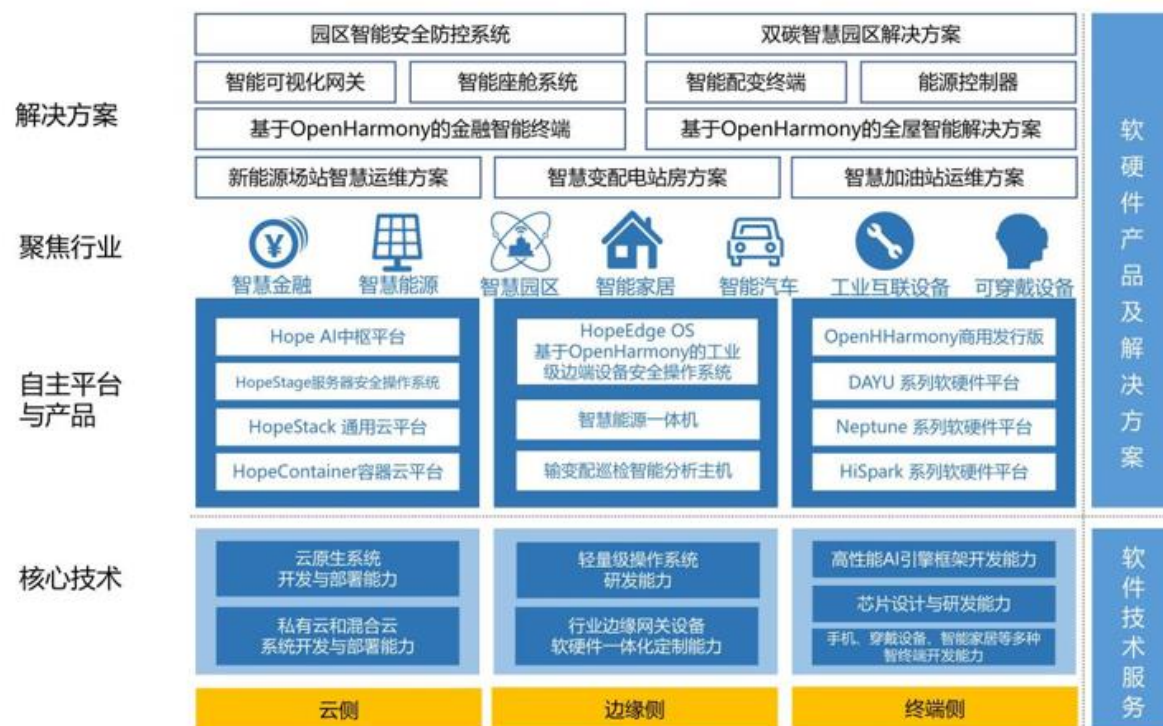 园区智能安全防控系统
双碳智慧园区解决方案
智能可视化网关
智能座舱系统
智能配变终端
能源控制器
解决方案
基于OpenHarmony的金融智能终端
基于OpenHarmony的全屋智能解决方案
新能源场站智慧运维方案
智慧变配电站房方案
智慧加油站运维方案
聚焦行业
智慧金融
智慧能源
智慧园区
智能家居
智能汽车
工业互联设备
可穿戴设备
自主平台
与产品
Hope AI中枢平台
HopeStage服务器安全操作系统
HopeStack 通用云平台
HopeContainer容器云平台
HopeEdge OS
基于OpenHarmony的工业
级边端设备安全操作系统
智慧能源一体机
输变配巡检智能分析主机
OpenHHarmony商用发行版
DAYU 系列软硬件平台
Neptune 系列软硬件平台
HiSpark 系列软硬件平台
软硬件产品及解决方案
核心技术
云原生系统
开发与部署能力
私有云和混合云
系统开发与部署能力
轻量级操作系统
研发能力
行业边缘网关设备
软硬件一体化定制能力
高性能AI引擎框架开发能力
芯片设计与研发能力
手机、穿戴设备、智能家居等多种
智终端开发能力
软件技术服务
云侧
边缘侧
终端侧